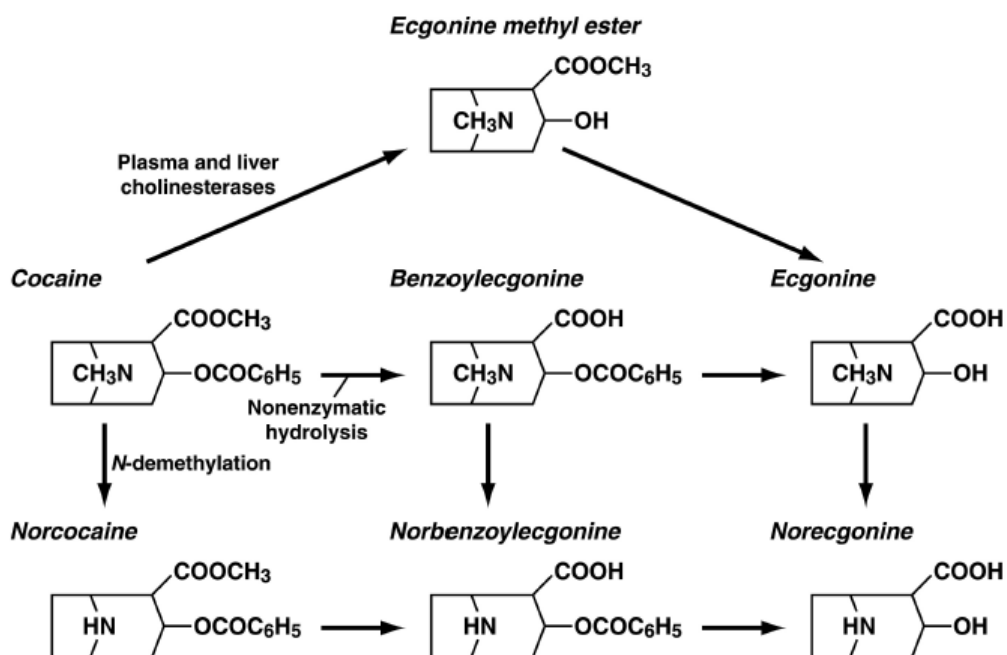 Ecgonine methyl ester
COOCH3
CH3N
OH
Plasma and liver
cholinesterases
Cocaine
Benzoylecgonine
Ecgonine
COOCH3
CH3N
OCOC6H5
Nonenzymatic
hydrolysis
COOH
CH3N
OCOC6H5
COOH
CH3N
OH
N-demethylation
Norcocaine
Norbenzoylecgonine
Norecgonine
COOCH3
HN
OCOC6H5
COOH
HN
OCOC6H5
COOH
HN
OH